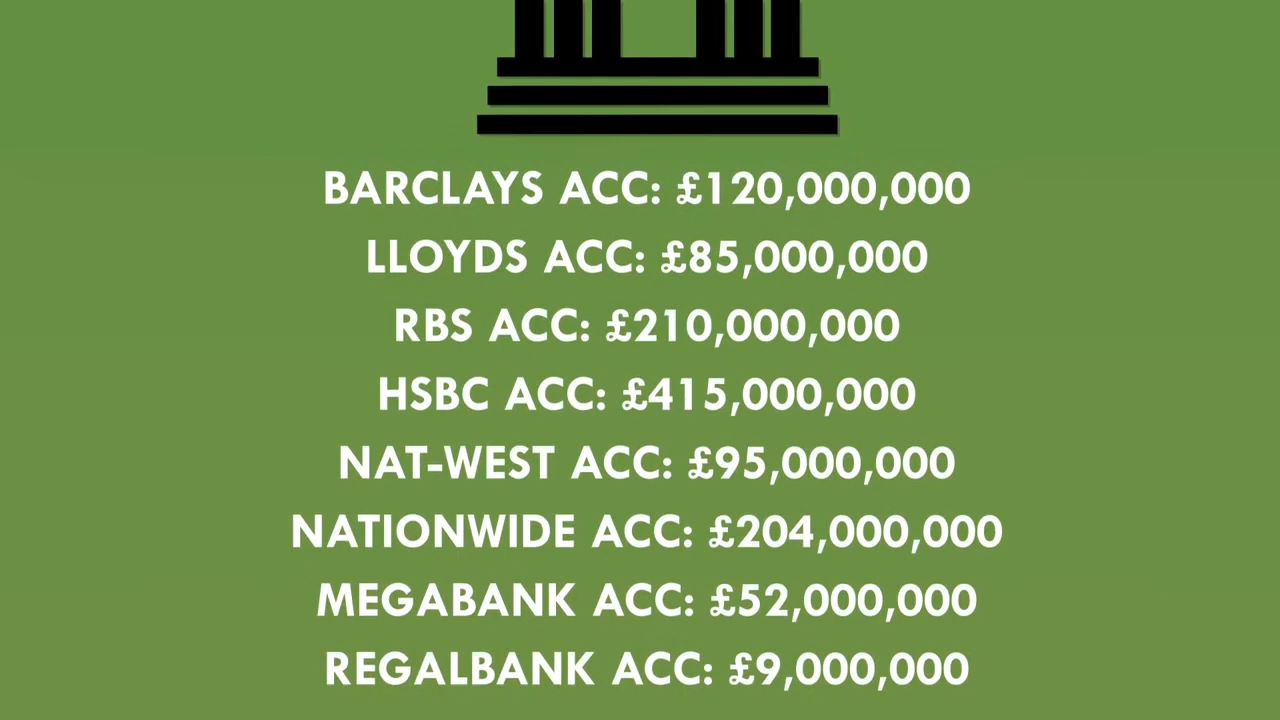 BARCLAYS ACC: £120,000,000
LLOYDS ACC: £85,000,000
RBS ACC: £210,000,000
HSBC ACC: £415,000,000
NAT-WEST ACC: £95,000,000
NATIONWIDE ACC: £204,000,000
MEGABANK ACC: £52,000,000
REGALBANK ACC: £9,000,000